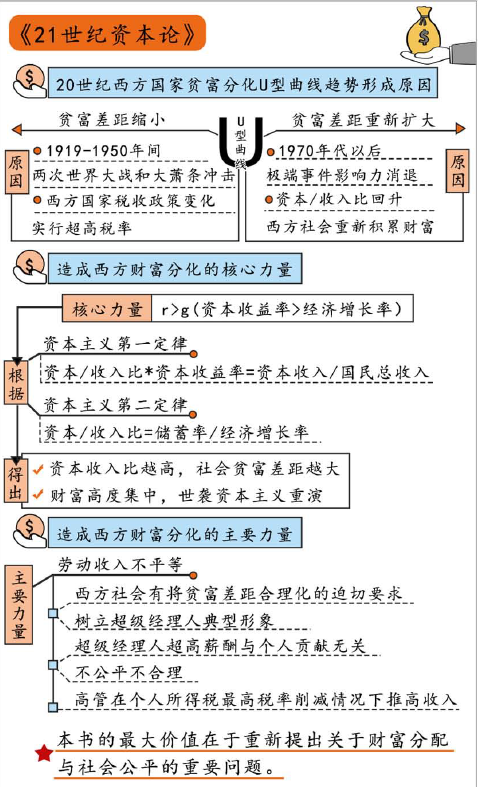 《21世纪资本论》
20世纪西方国家贫富分化U型曲线趋势形成原因
贫富差距缩小
U型曲线
贫富差距重新扩大
原因
1919-1950年间
两次世界大战和大萧条冲击
西方国家税收政策变化
实行超高税率
1970年代以后
极端事件影响力消退
资本/收入比回升
西方社会重新积累财富
原因
造成西方财富分化的核心力量
核心力量
r>g(资本收益率>经济增长率)
根据
资本主义第一定律
资本/收入比*资本收益率=资本收入/国民总收入
资本主义第二定律
资本/收入比=储蓄率/经济增长率
得出
资本收入比越高,社会贫富差距越大
财富高度集中,世袭资本主义重演
造成西方财富分化的主要力量
主要力量
劳动收入不平等
西方社会有将贫富差距合理化的迫切要求
树立超级经理人典型形象
超级经理人超高薪酬与个人贡献无关
不公平不合理
高管在个人所得税最高税率削减情况下推高收入
本书的最大价值在于重新提出关于财富分配
与社会公平的重要问题。